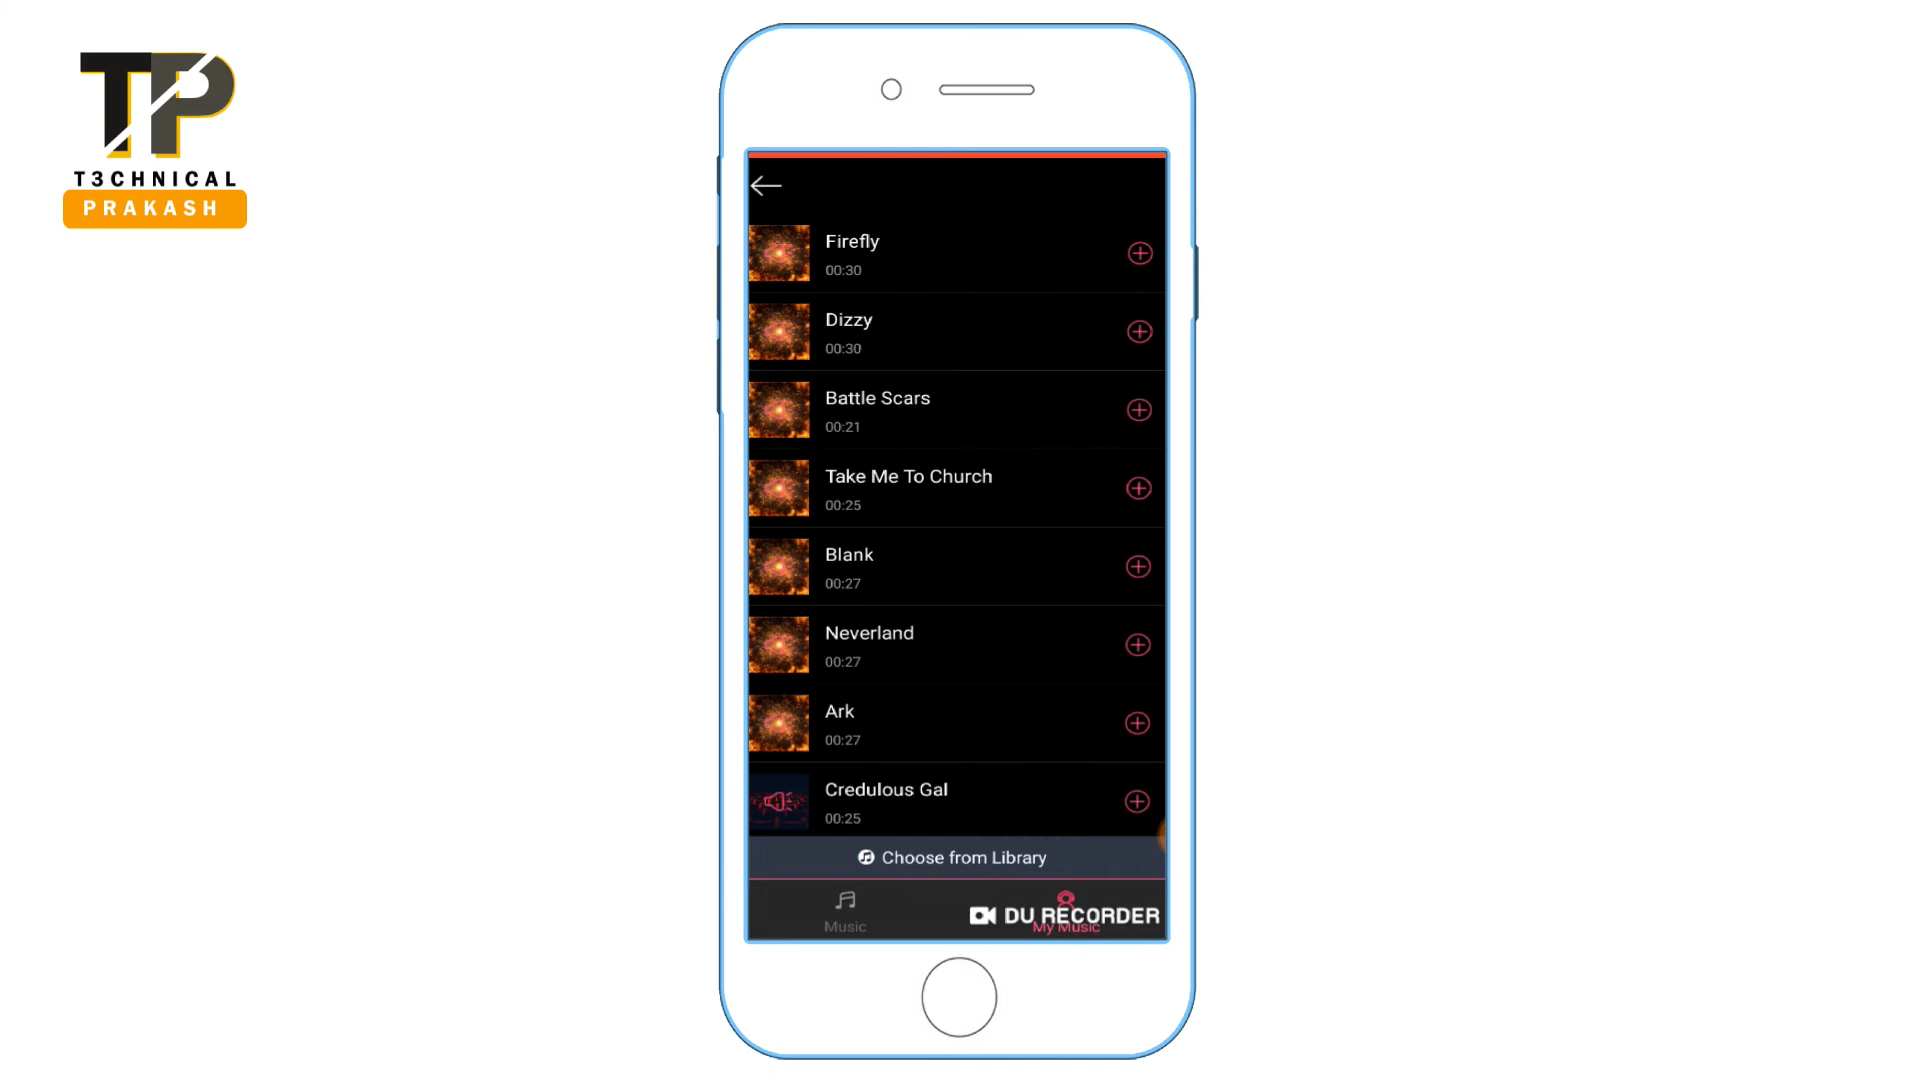 TP
T3CHNICAL
PRAKASH
Firefly
00:30
Dizzy
00:30
Battle Scars
00:21
Take Me To Church
00:25
Blank
00:27
Neverland
00:27
Ark
00:27
Credulous Gal
00:25
Choose from Library
Music
DU RECORDER
My Music